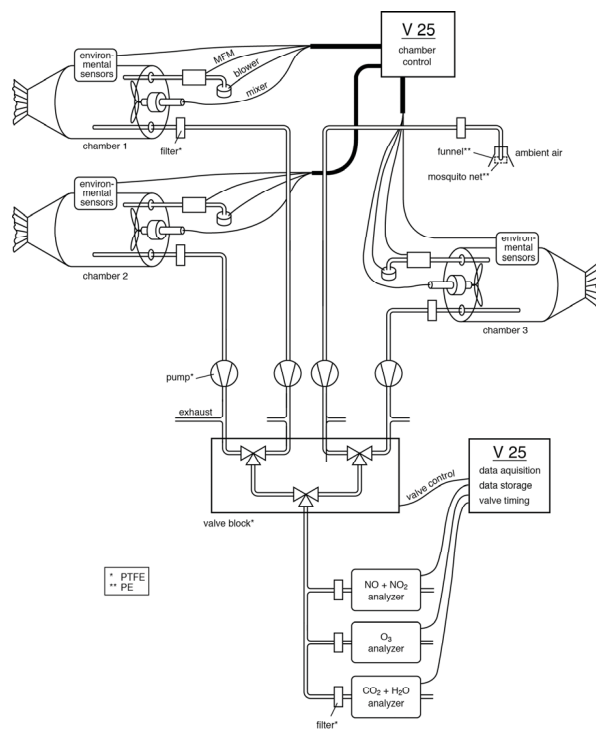 V 25
chamber
control
environ-
mental
sensors
MFM
blower
mixer
chamber 1
filter*
funnel**
ambient air
mosquito net**
environ-
mental
sensors
chamber 2
environ-
mental
sensors
chamber 3
pump*
exhaust
valve control
V 25
data aquisition
data storage
valve timing
valve block*
* PTFE
** PE
NO + NO2
analyzer
O3
analyzer
CO2 + H2O
analyzer
filter*